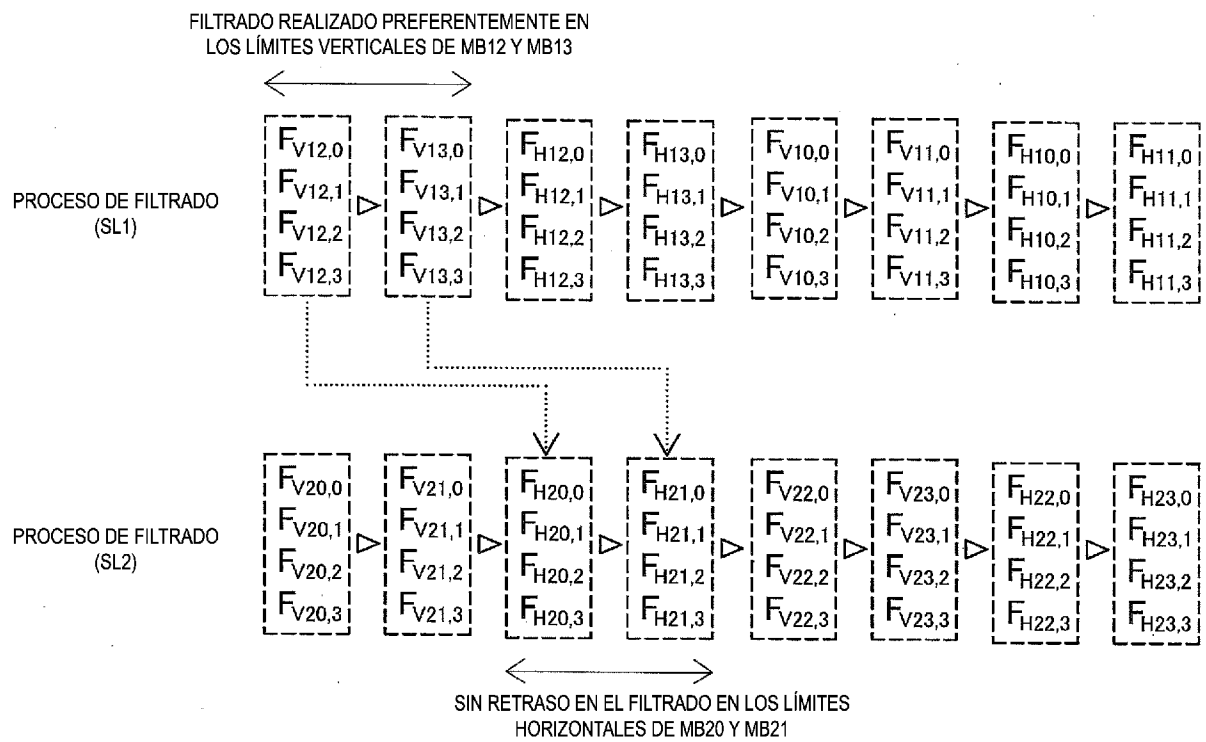 FILTRADO REALIZADO PREFERENTEMENTE EN
LOS LÍMITES VERTICALES DE MB12 Y MB13
PROCESO DE FILTRADO
(SL1)
FV12,0 FV13,0 FH12,0 FH13,0 FV10,0 FV11,0 FH10,0 FH11,0
FV12,1 FV13,1 FH12,1 FH13,1 FV10,1 FV11,1 FH10,1 FH11,1
FV12,2 FV13,2 FH12,2 FH13,2 FV10,2 FV11,2 FH10,2 FH11,2
FV12,3 FV13,3 FH12,3 FH13,3 FV10,3 FV11,3 FH10,3 FH11,3
PROCESO DE FILTRADO
(SL2)
FV20,0 FV21,0 FH20,0 FH21,0 FV22,0 FV23,0 FH22,0 FH23,0
FV20,1 FV21,1 FH20,1 FH21,1 FV22,1 FV23,1 FH22,1 FH23,1
FV20,2 FV21,2 FH20,2 FH21,2 FV22,2 FV23,2 FH22,2 FH23,2
FV20,3 FV21,3 FH20,3 FH21,3 FV22,3 FV23,3 FH22,3 FH23,3
SIN RETRASO EN EL FILTRADO EN LOS LÍMITES
HORIZONTALES DE MB20 Y MB21